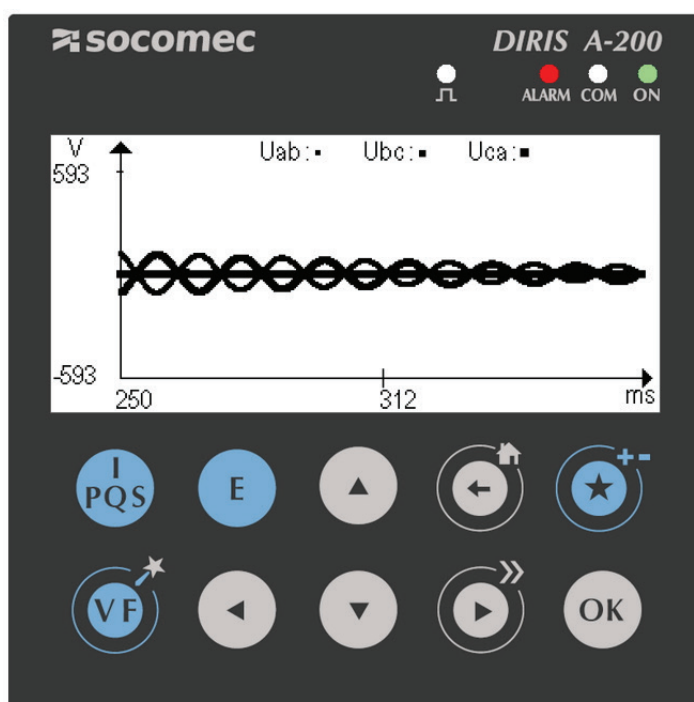 socomec DIRIS A-200
ALARM COM ON
V Uab: Ubc: Uca:
593
-593
250 312 ms
I
PQS
E
VF
OK